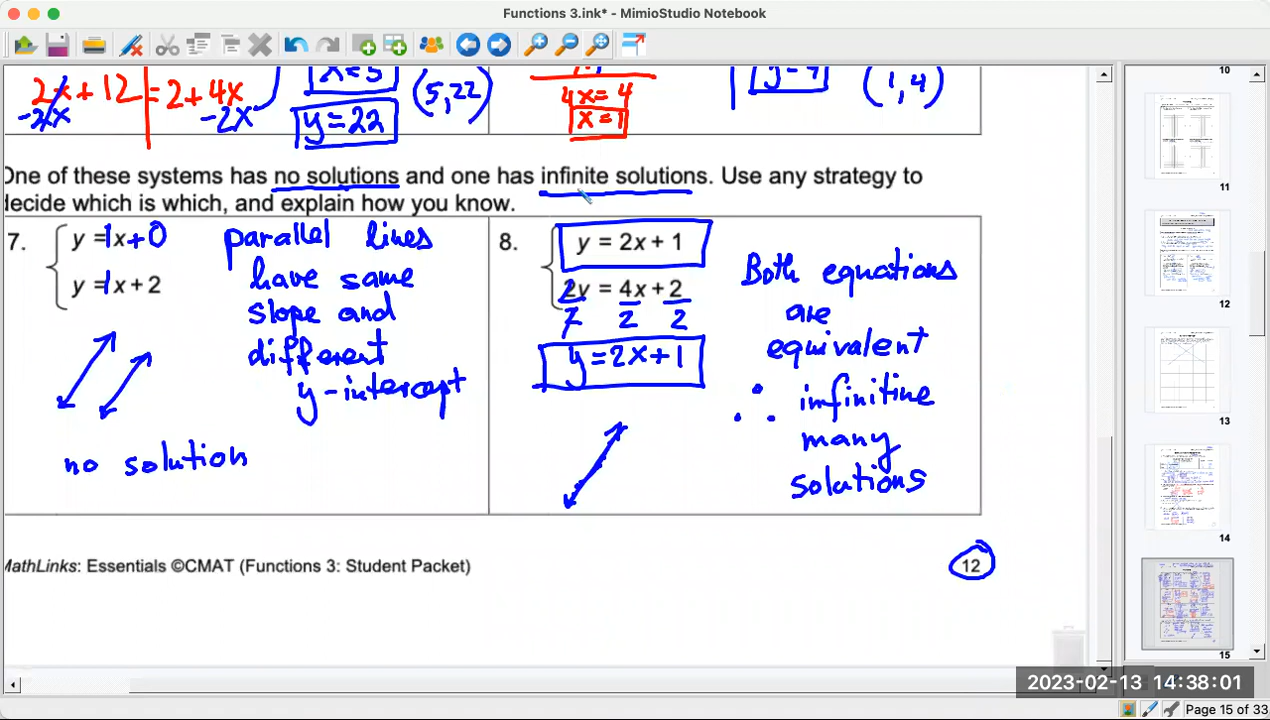 Functions 3.ink* - MimioStudio Notebook
2x + 12 = 2 + 4x
-2x -2x
x = 5
y = 22
(5,22)
4x = 4
x = 1
y = 4
(1,4)
One of these systems has no solutions and one has infinite solutions. Use any strategy to
decide which is which, and explain how you know.
7.
y = 1x + 0
y = 1x + 2
parallel lines
have same
slope and
different
y-intercept
no solution
8.
y = 2x + 1
2y = 4x + 2
2 2 2
y = 2x + 1
Both equations
are
equivalent
∴ infinitine
many
solutions
MathLinks: Essentials ©CMAT (Functions 3: Student Packet)
12
10
11
12
13
14
15
2023-02-13 14:38:01
Page 15 of 33